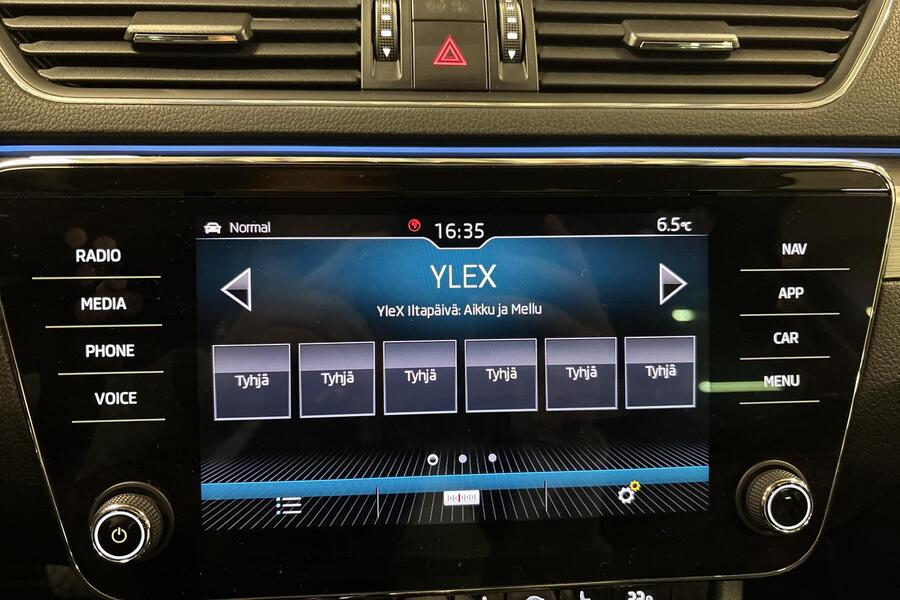 Normal
16:35
6.5°C
RADIO
MEDIA
PHONE
VOICE
YLEX
YleX Iltapäivä: Aikku ja Mellu
Tyhjä Tyhjä Tyhjä Tyhjä Tyhjä Tyhjä
NAV
APP
CAR
MENU